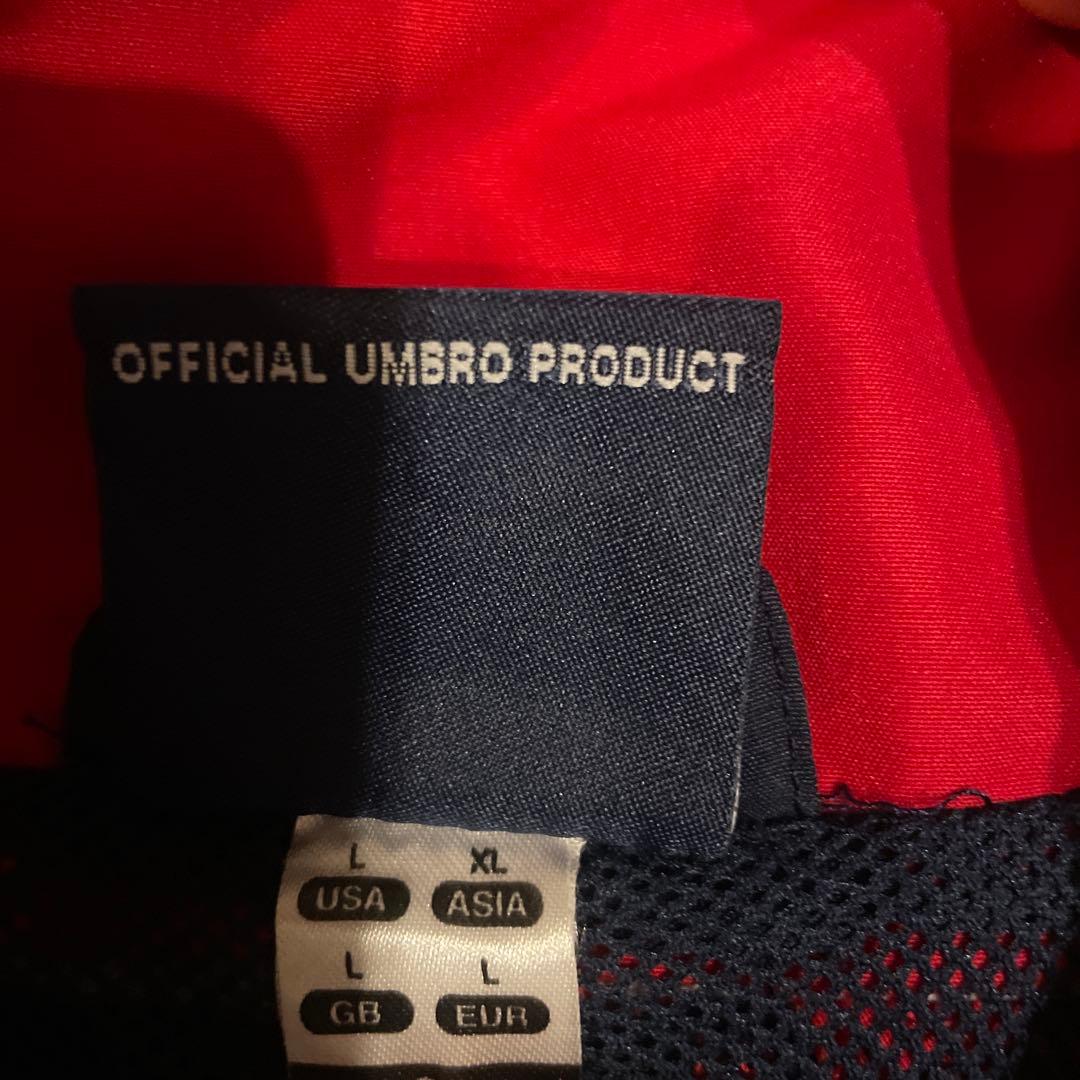 OFFICIAL UMBRO PRODUCT
L XL
USA ASIA
L L
GB EUR